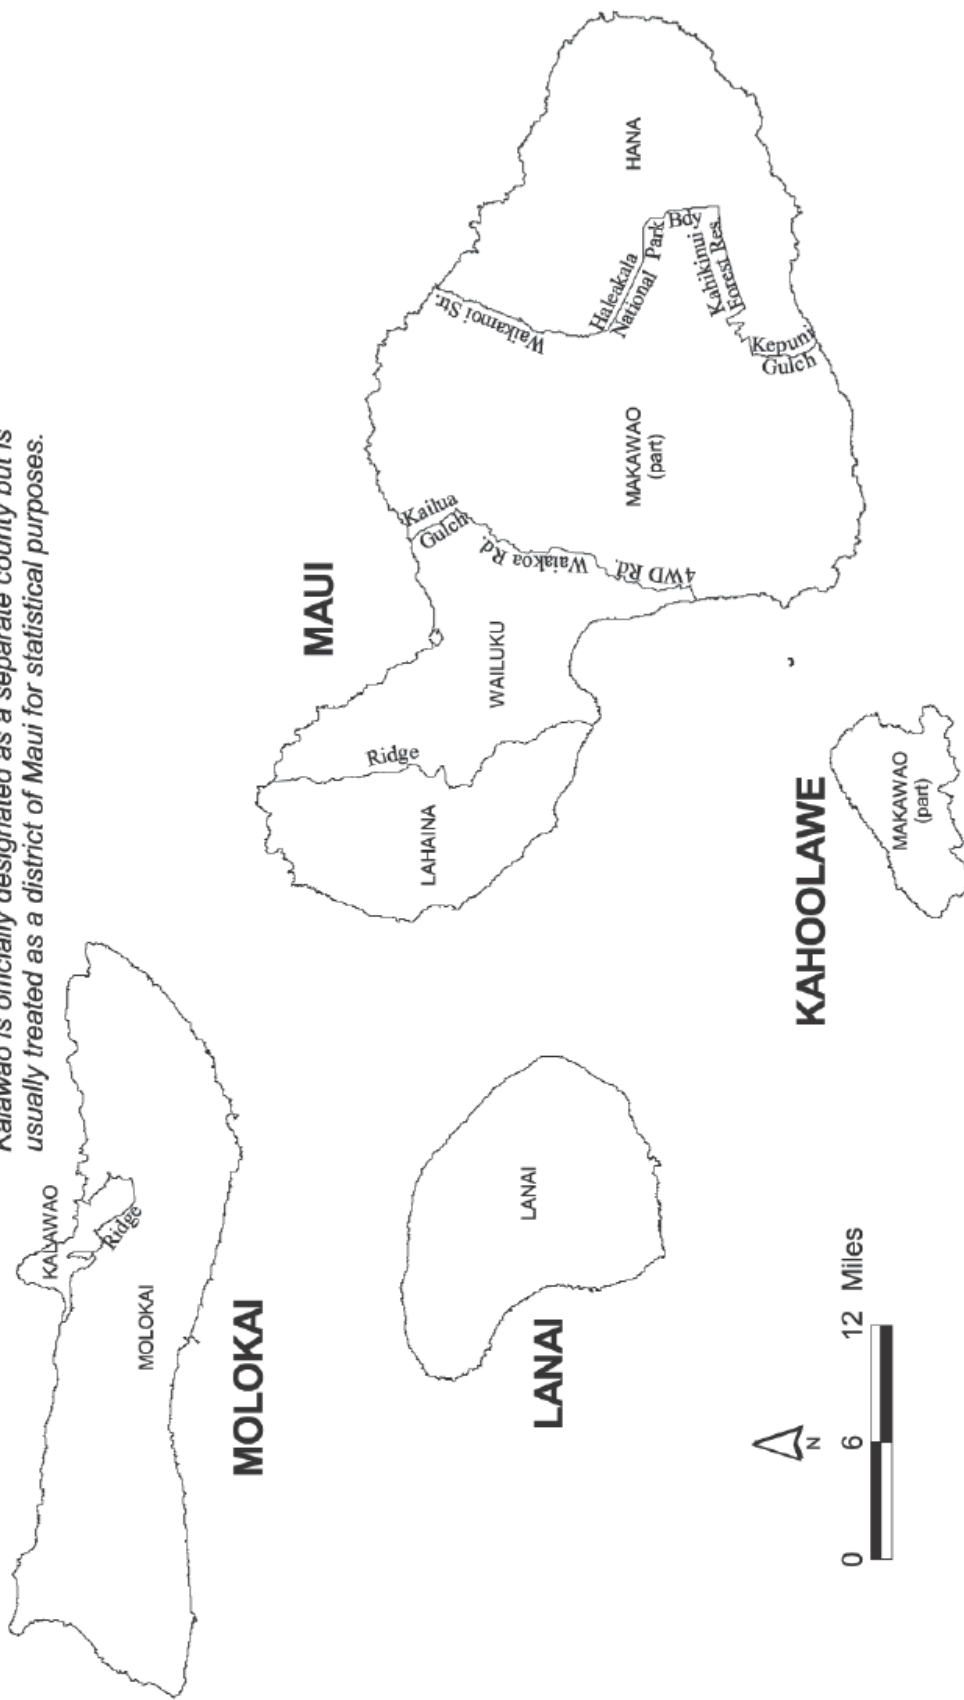 Kalawao is officially designated as a separate county but is
usually treated as a district of Maui for statistical purposes.
KALAWAO
Ridge
MOLOKAI
MOLOKAI
LANAI
LANAI
MAUI
LAHAINA
Ridge
WAILUKU
Kailua
Gulch
Waiakoa Rd.
4WD Rd.
MAKAWAO
(part)
Waikamoi Str.
Haleakala
National Park
Bdy
Kahikinui
Forest Res.
Kepuni
Gulch
HANA
KAHOOLAWE
MAKAWAO
(part)
N
0 6 12 Miles